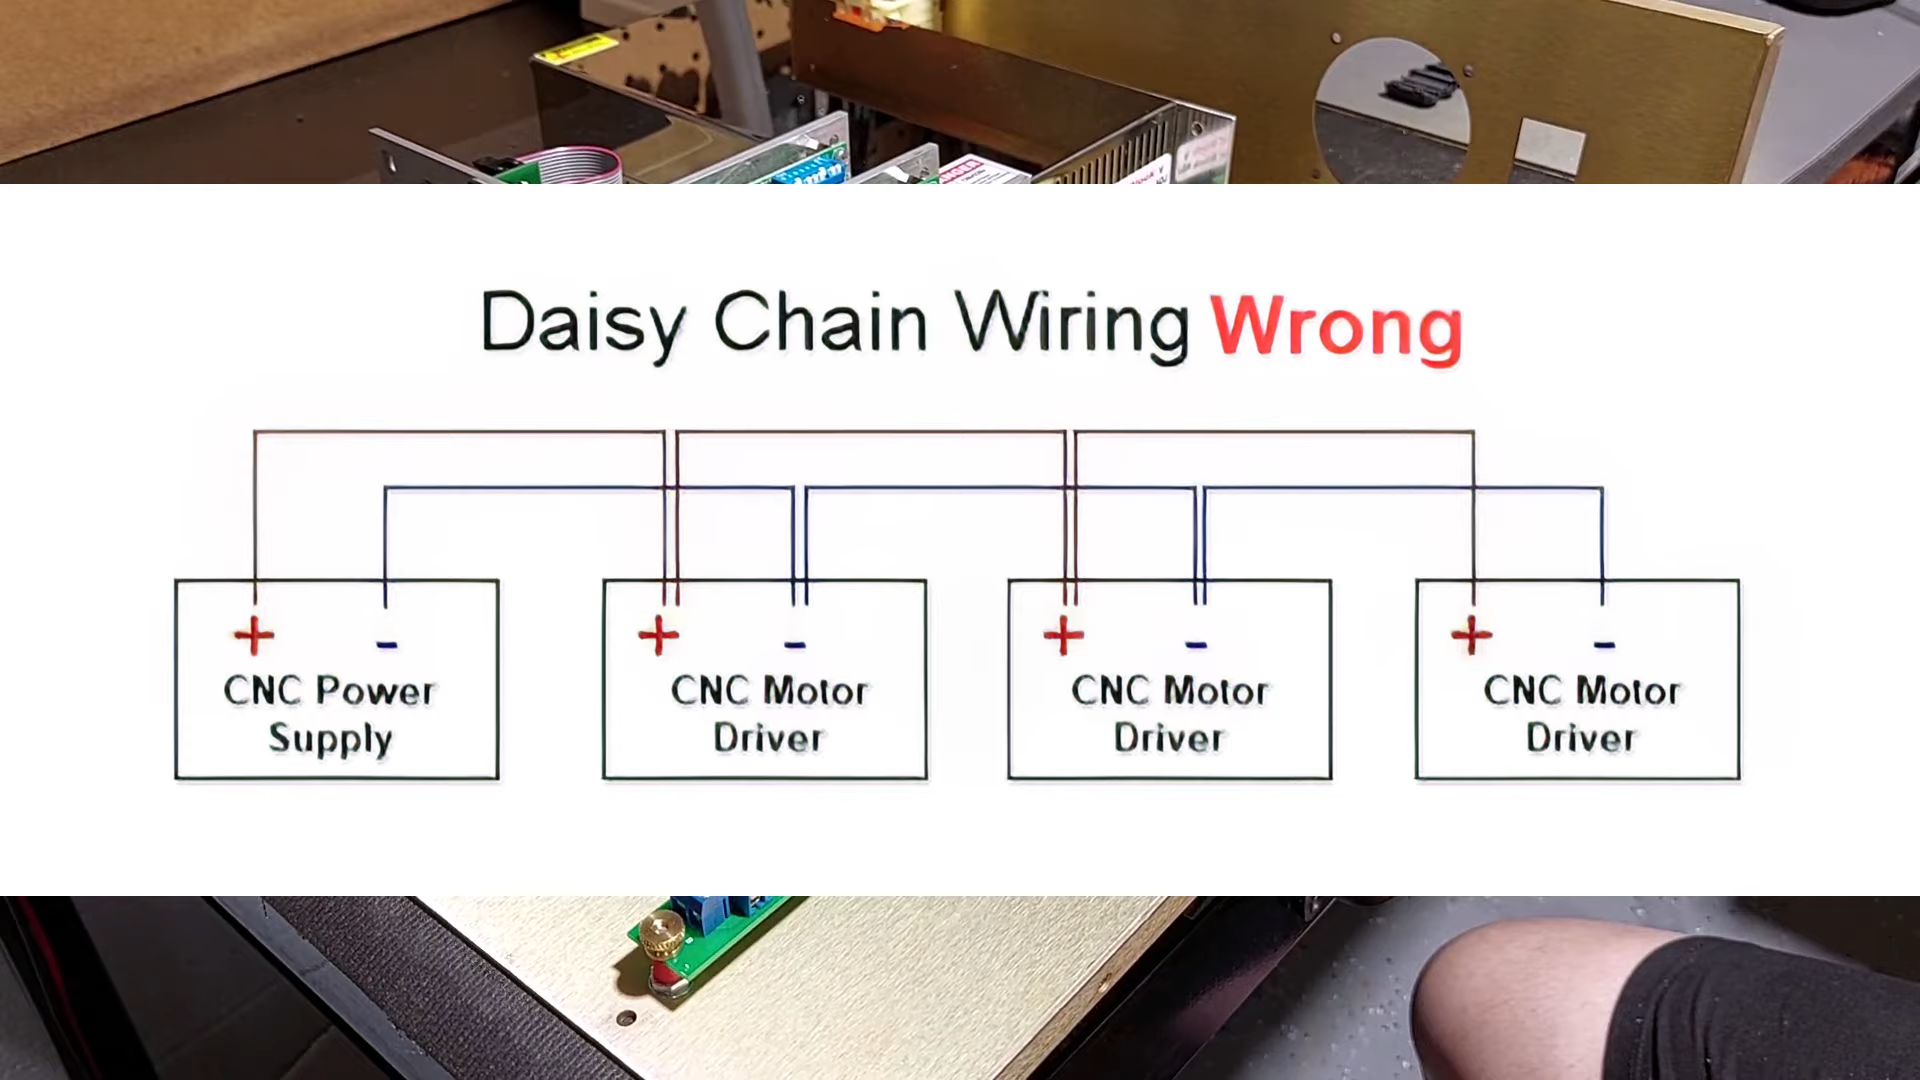 Daisy Chain Wiring Wrong
+ -
CNC Power
Supply
+ -
CNC Motor
Driver
+ -
CNC Motor
Driver
+ -
CNC Motor
Driver